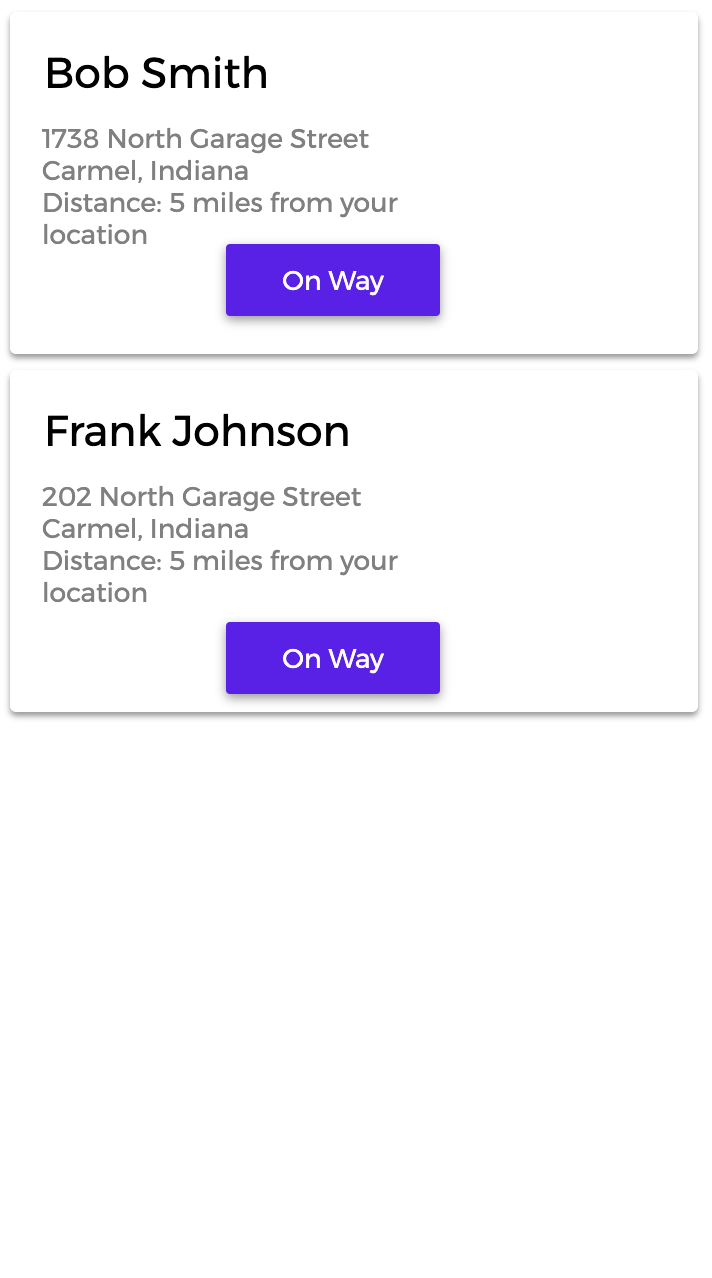 Bob Smith
1738 North Garage Street
Carmel, Indiana
Distance: 5 miles from your
location
On Way
Frank Johnson
202 North Garage Street
Carmel, Indiana
Distance: 5 miles from your
location
On Way